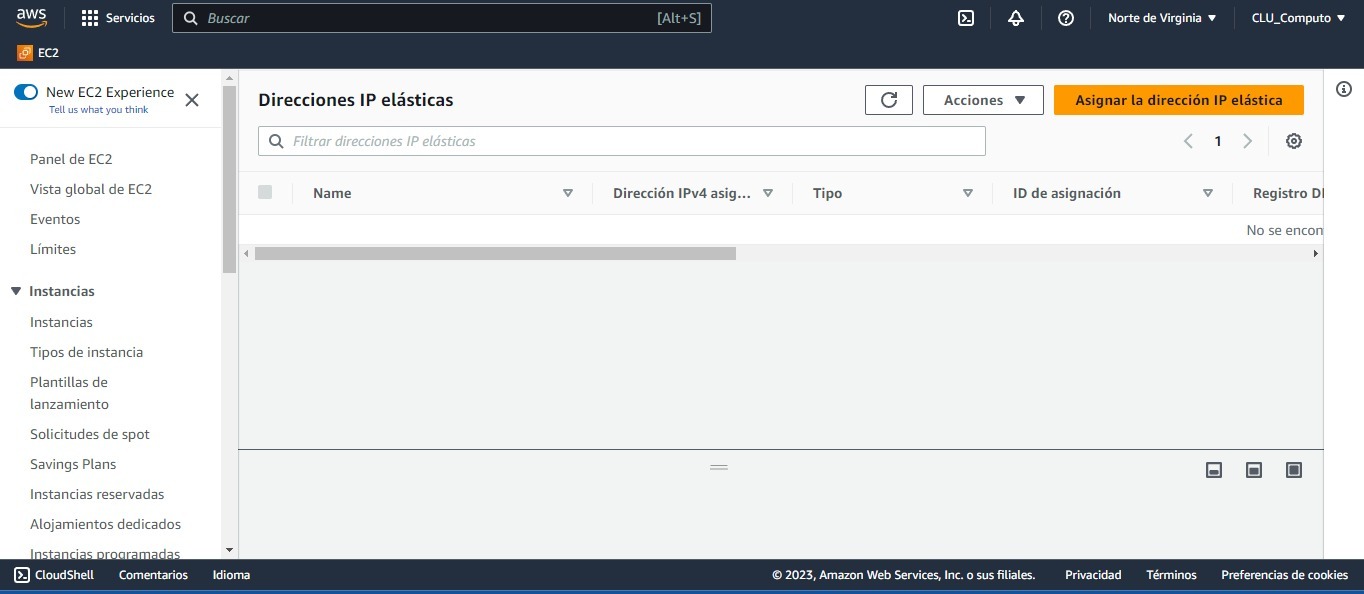 aws
Servicios
Buscar
[Alt+S]
Norte de Virginia
CLU_Computo
EC2
New EC2 Experience
Tell us what you think
Panel de EC2
Vista global de EC2
Eventos
Límites
Instancias
Instancias
Tipos de instancia
Plantillas de
lanzamiento
Solicitudes de spot
Savings Plans
Instancias reservadas
Alojamientos dedicados
Instancias programadas
Direcciones IP elásticas
Acciones
Asignar la dirección IP elástica
Filtrar direcciones IP elásticas
1
Name
Dirección IPv4 asig...
Tipo
ID de asignación
Registro D
No se encon
CloudShell
Comentarios
Idioma
© 2023, Amazon Web Services, Inc. o sus filiales.
Privacidad
Términos
Preferencias de cookies